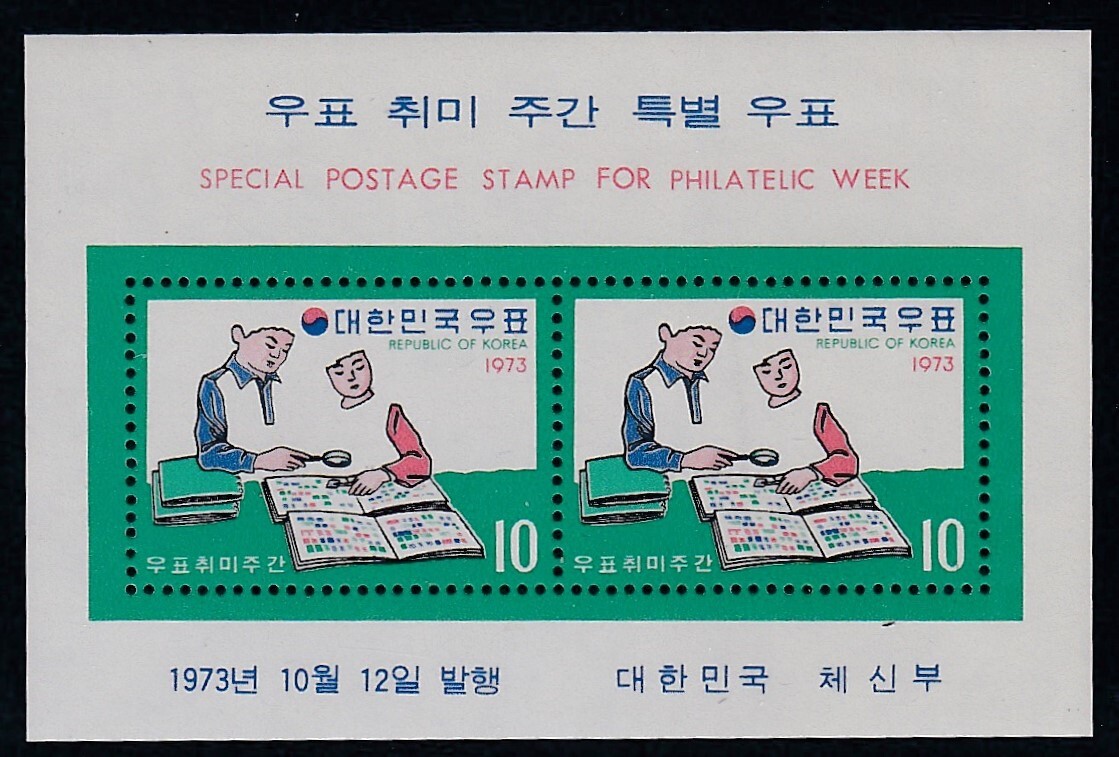 우표 취미 주간 특별 우표
SPECIAL POSTAGE STAMP FOR PHILATELIC WEEK
대한민국우표
REPUBLIC OF KOREA
1973
우표취미주간
10
대한민국우표
REPUBLIC OF KOREA
1973
우표취미주간
10
1973년 10월 12일 발행
대한민국 체신부